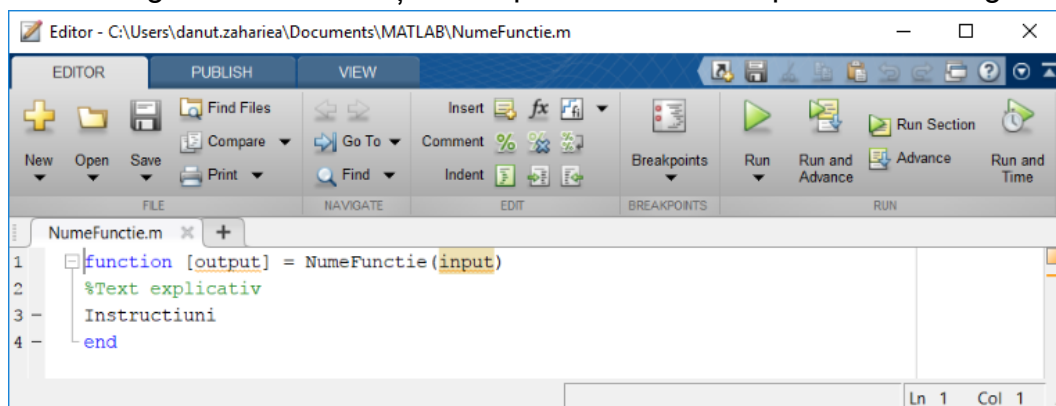 Editor - C:\Users\danut.zahariea\Documents\MATLAB\NumeFunctie.m
EDITOR PUBLISH VIEW
New
Open
Save
Find Files
Compare
Print
FILE
Go To
Find
NAVIGATE
Insert fx
Comment %
Indent
EDIT
Breakpoints
BREAKPOINTS
Run
Run and Advance
Run Section
Advance
Run and Time
RUN
NumeFunctie.m
1 function [output] = NumeFunctie(input)
2 %Text explicativ
3 – Instructiuni
4 – end
Ln 1 Col 1